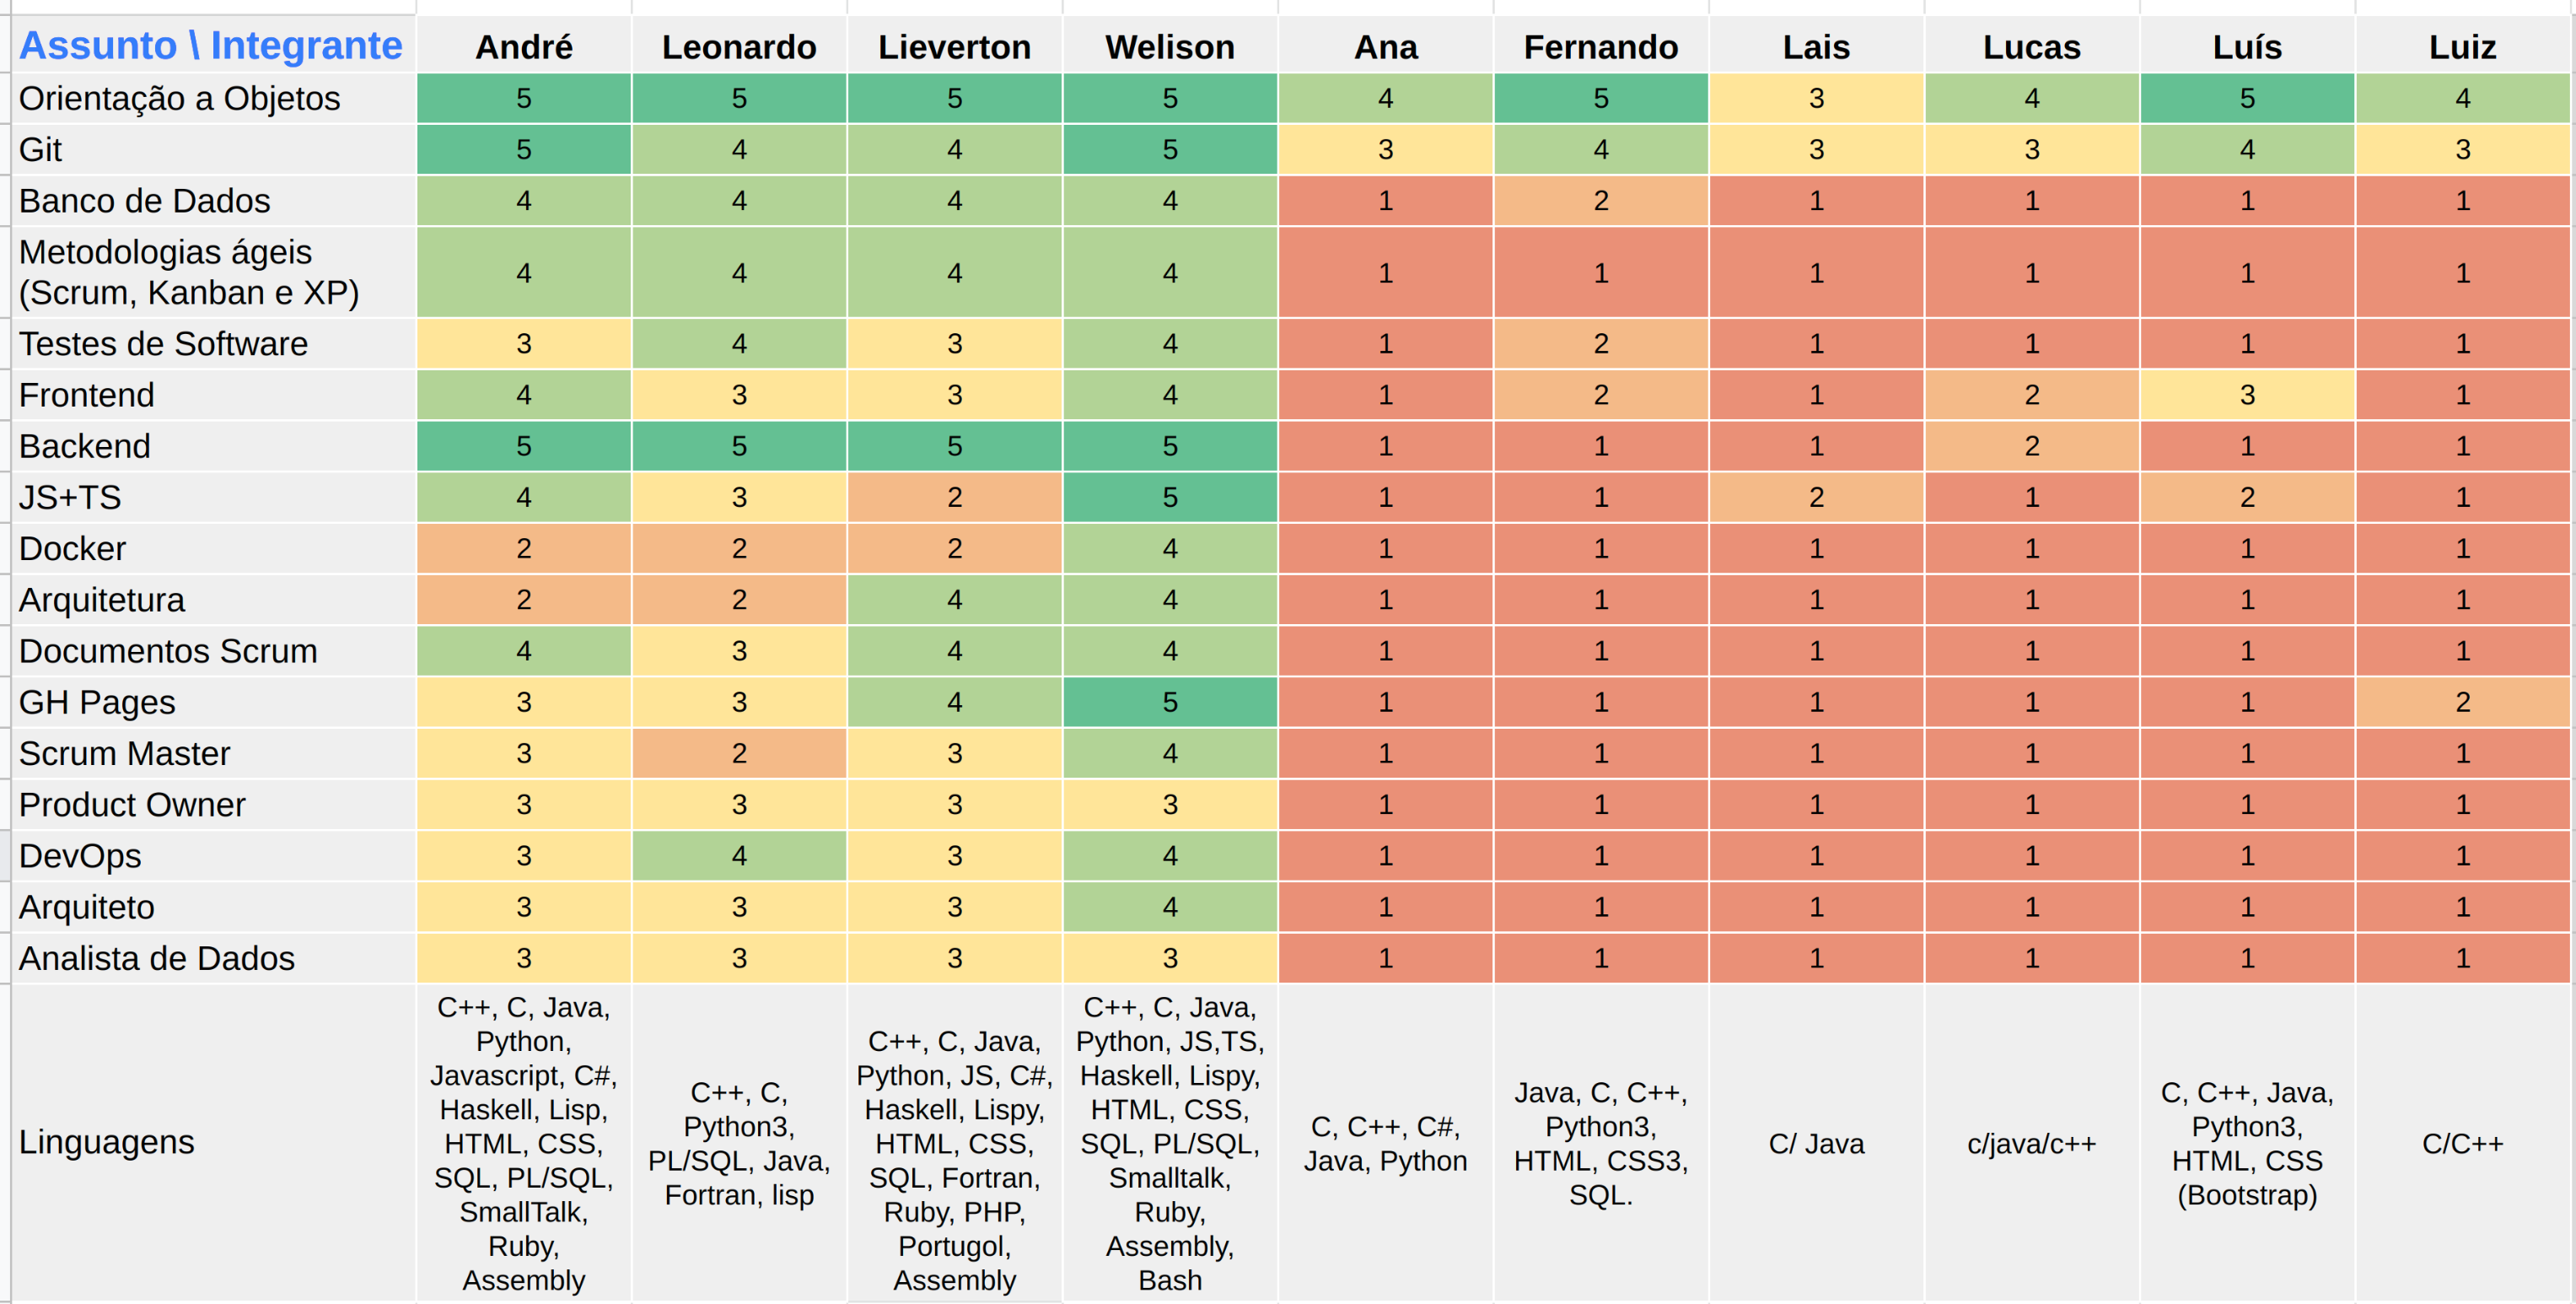 Assunto \ Integrante André Leonardo Lieverton Welison Ana Fernando Lais Lucas Luís Luiz
Orientação a Objetos 5 5 5 5 4 5 3 4 5 4
Git 5 4 4 5 3 4 3 3 4 3
Banco de Dados 4 4 4 4 1 2 1 1 1 1
Metodologias ágeis
(Scrum, Kanban e XP) 4 4 4 4 1 1 1 1 1 1
Testes de Software 3 4 3 4 1 2 1 1 1 1
Frontend 4 3 3 4 1 2 1 2 3 1
Backend 5 5 5 5 1 1 1 2 1 1
JS+TS 4 3 2 5 1 1 2 1 2 1
Docker 2 2 2 4 1 1 1 1 1 1
Arquitetura 2 2 4 4 1 1 1 1 1 1
Documentos Scrum 4 3 4 4 1 1 1 1 1 1
GH Pages 3 3 4 5 1 1 1 1 1 2
Scrum Master 3 2 3 4 1 1 1 1 1 1
Product Owner 3 3 3 3 1 1 1 1 1 1
DevOps 3 4 3 4 1 1 1 1 1 1
Arquiteto 3 3 3 4 1 1 1 1 1 1
Analista de Dados 3 3 3 3 1 1 1 1 1 1
Linguagens
C++, C, Java,
Python,
Javascript, C#,
Haskell, Lisp,
HTML, CSS,
SQL, PL/SQL,
SmallTalk,
Ruby,
Assembly
C++, C,
Python3,
PL/SQL, Java,
Fortran, lisp
C++, C, Java,
Python, JS, C#,
Haskell, Lispy,
HTML, CSS,
SQL, Fortran,
Ruby, PHP,
Portugol,
Assembly
C++, C, Java,
Python, JS,TS,
Haskell, Lispy,
HTML, CSS,
SQL, PL/SQL,
Smalltalk,
Ruby,
Assembly,
Bash
C, C++, C#,
Java, Python
Java, C, C++,
Python3,
HTML, CSS3,
SQL.
C/ Java
c/java/c++
C, C++, Java,
Python3,
HTML, CSS
(Bootstrap)
C/C++